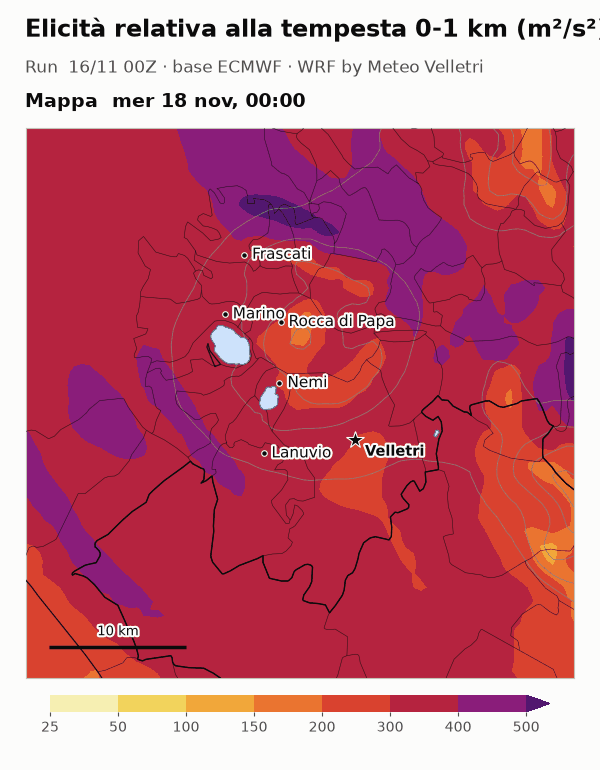 Elicità relativa alla tempesta 0-1 km (m²/s²)
Run  16/11 00Z · base ECMWF · WRF by Meteo Velletri
Mappa  mer 18 nov, 00:00
Frascati
Marino
Rocca di Papa
Nemi
Lanuvio
Velletri
10 km
25 50 100 150 200 300 400 500